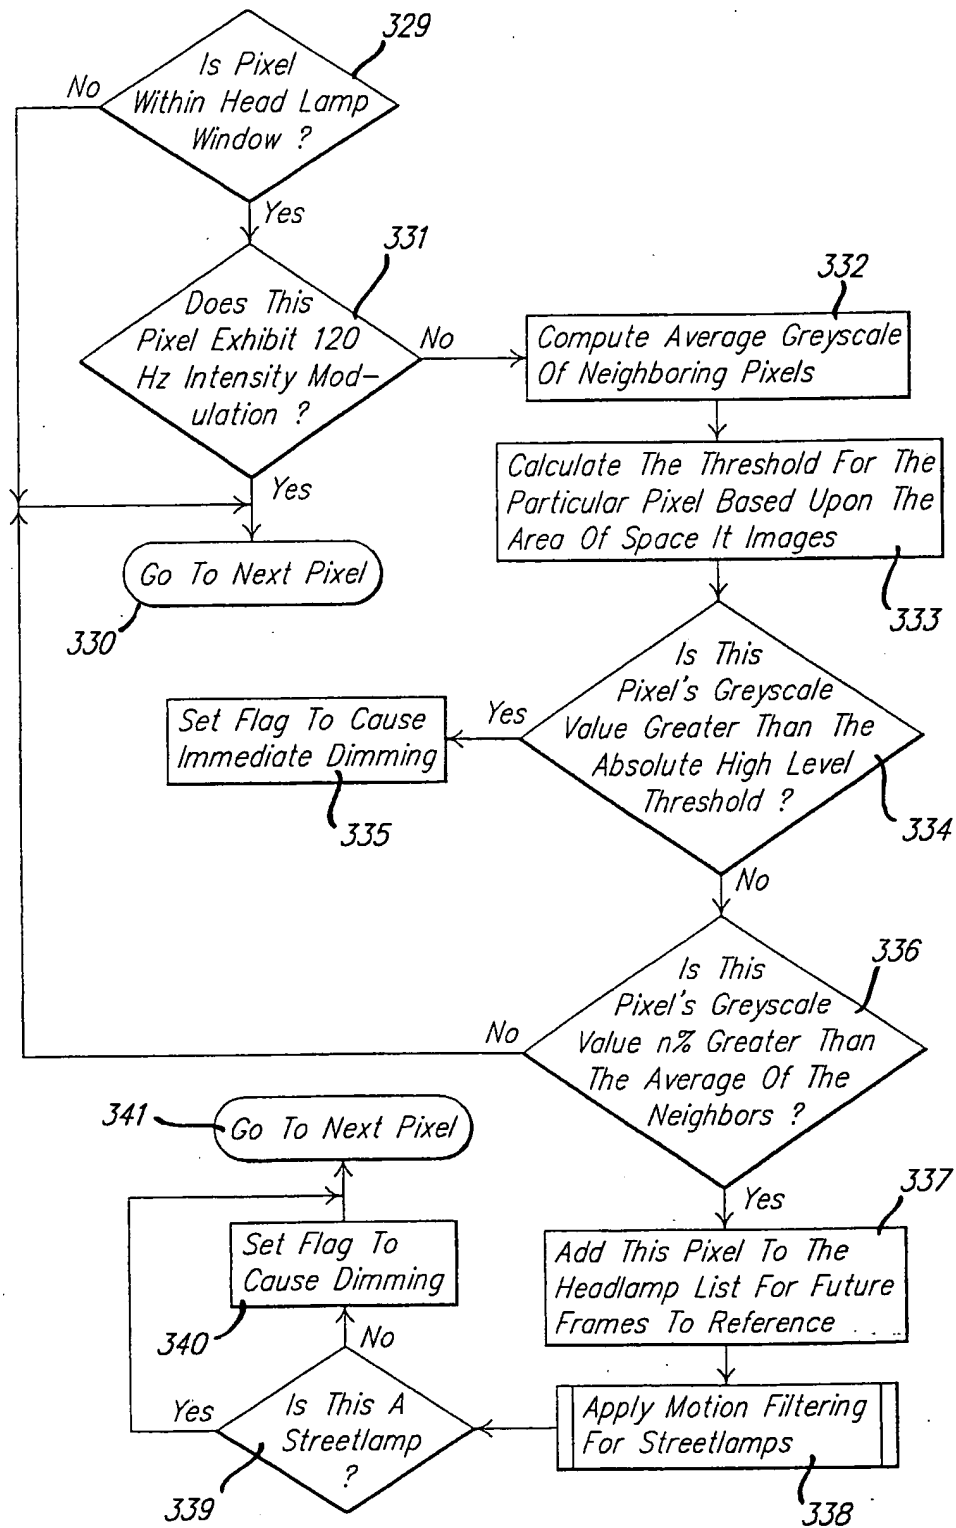 329
Is Pixel
Within Head Lamp
Window ?
No
Yes
331
Does This
Pixel Exhibit 120
Hz Intensity Mod-
ulation ?
No
Yes
332
Compute Average Greyscale
Of Neighboring Pixels
Calculate The Threshold For The
Particular Pixel Based Upon The
Area Of Space It Images
333
Go To Next Pixel
330
Is This
Pixel's Greyscale
Value Greater Than The
Absolute High Level
Threshold ?
334
Yes
Set Flag To Cause
Immediate Dimming
335
No
336
Is This
Pixel's Greyscale
Value n% Greater Than
The Average Of The
Neighbors ?
No
Yes
337
Add This Pixel To The
Headlamp List For Future
Frames To Reference
Apply Motion Filtering
For Streetlamps
338
Is This A
Streetlamp
?
339
Yes
No
Set Flag To
Cause Dimming
340
341
Go To Next Pixel